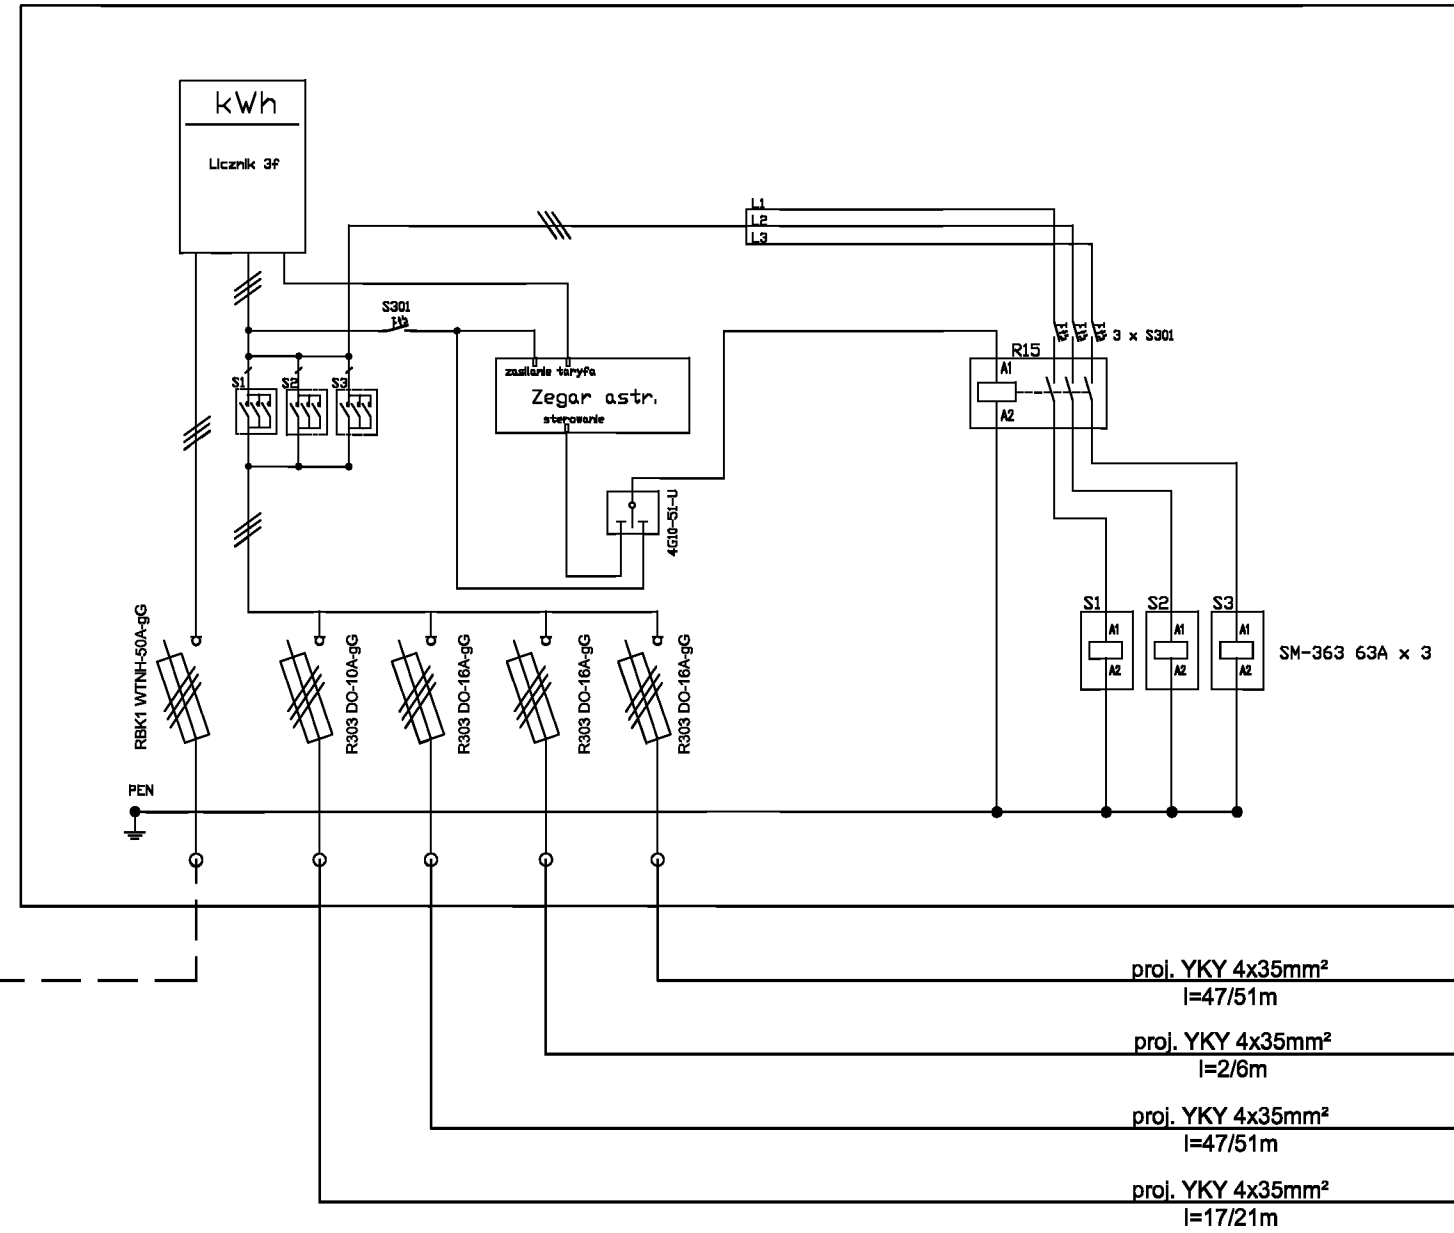 kWh
Licznik 3f
L1
L2
L3
S301
3 x S301
R15
A1
A2
zasilanie taryfa
Zegar astr.
sterowanie
S1
S2
S3
4G10-51-U
S1
S2
S3
A1
A1
A1
A2
A2
A2
SM-363 63A x 3
RBK1 WTNH-50A-gG
R303 DO-10A-gG
R303 DO-16A-gG
R303 DO-16A-gG
R303 DO-16A-gG
PEN
proj. YKY 4x35mm²
l=47/51m
proj. YKY 4x35mm²
l=2/6m
proj. YKY 4x35mm²
l=47/51m
proj. YKY 4x35mm²
l=17/21m